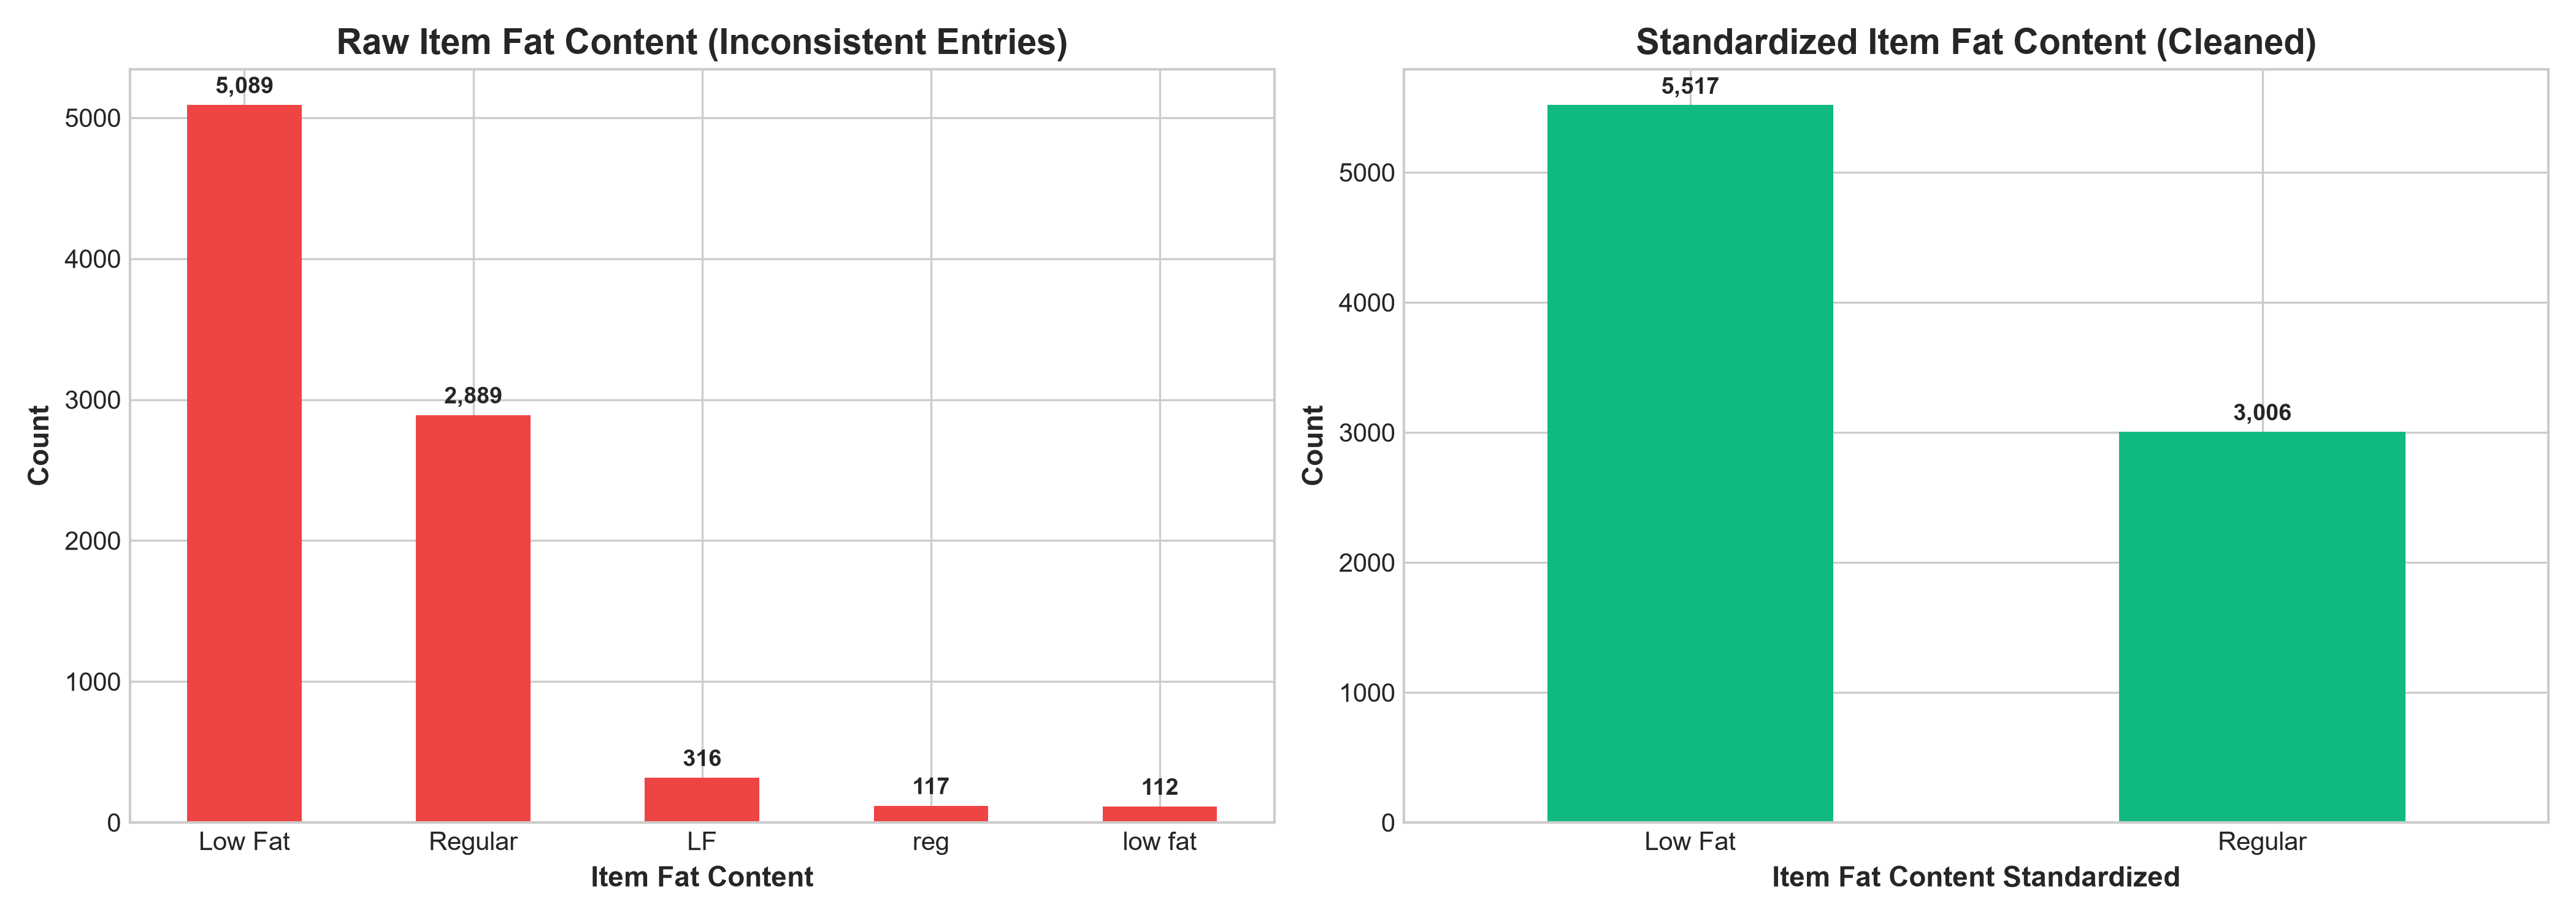 Raw Item Fat Content (Inconsistent Entries)
5,089
2,889
316
117
112
5000
4000
3000
2000
1000
0
Count
Low Fat
Regular
LF
reg
low fat
Item Fat Content
Standardized Item Fat Content (Cleaned)
5,517
3,006
5000
4000
3000
2000
1000
0
Count
Low Fat
Regular
Item Fat Content Standardized